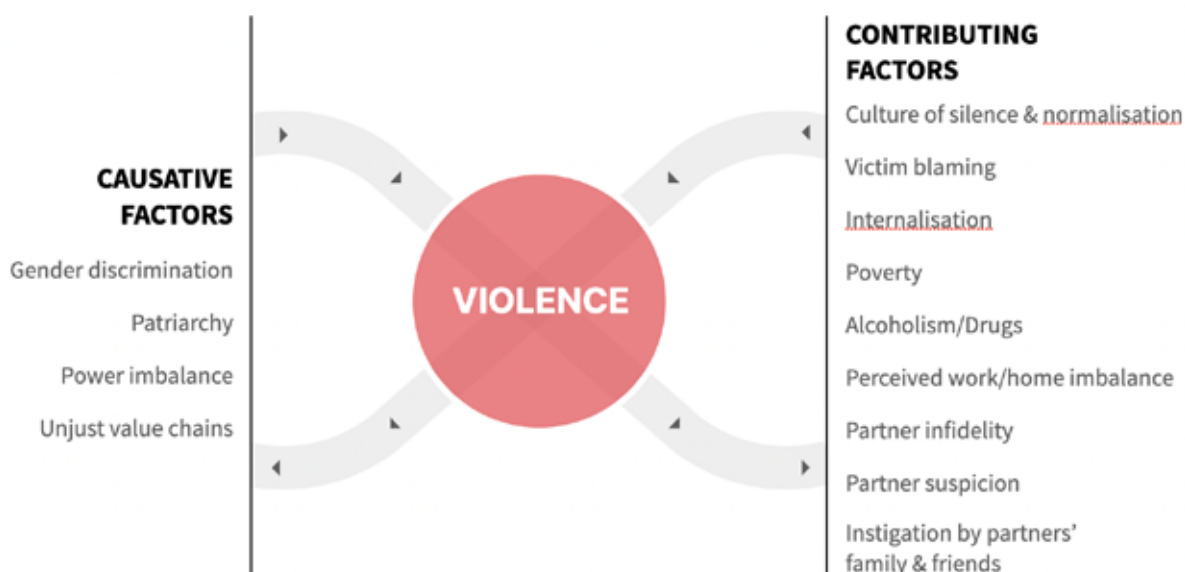 CAUSATIVE
FACTORS
Gender discrimination
Patriarchy
Power imbalance
Unjust value chains
VIOLENCE
CONTRIBUTING
FACTORS
Culture of silence & normalisation
Victim blaming
Internalisation
Poverty
Alcoholism/Drugs
Perceived work/home imbalance
Partner infidelity
Partner suspicion
Instigation by partners’
family & friends